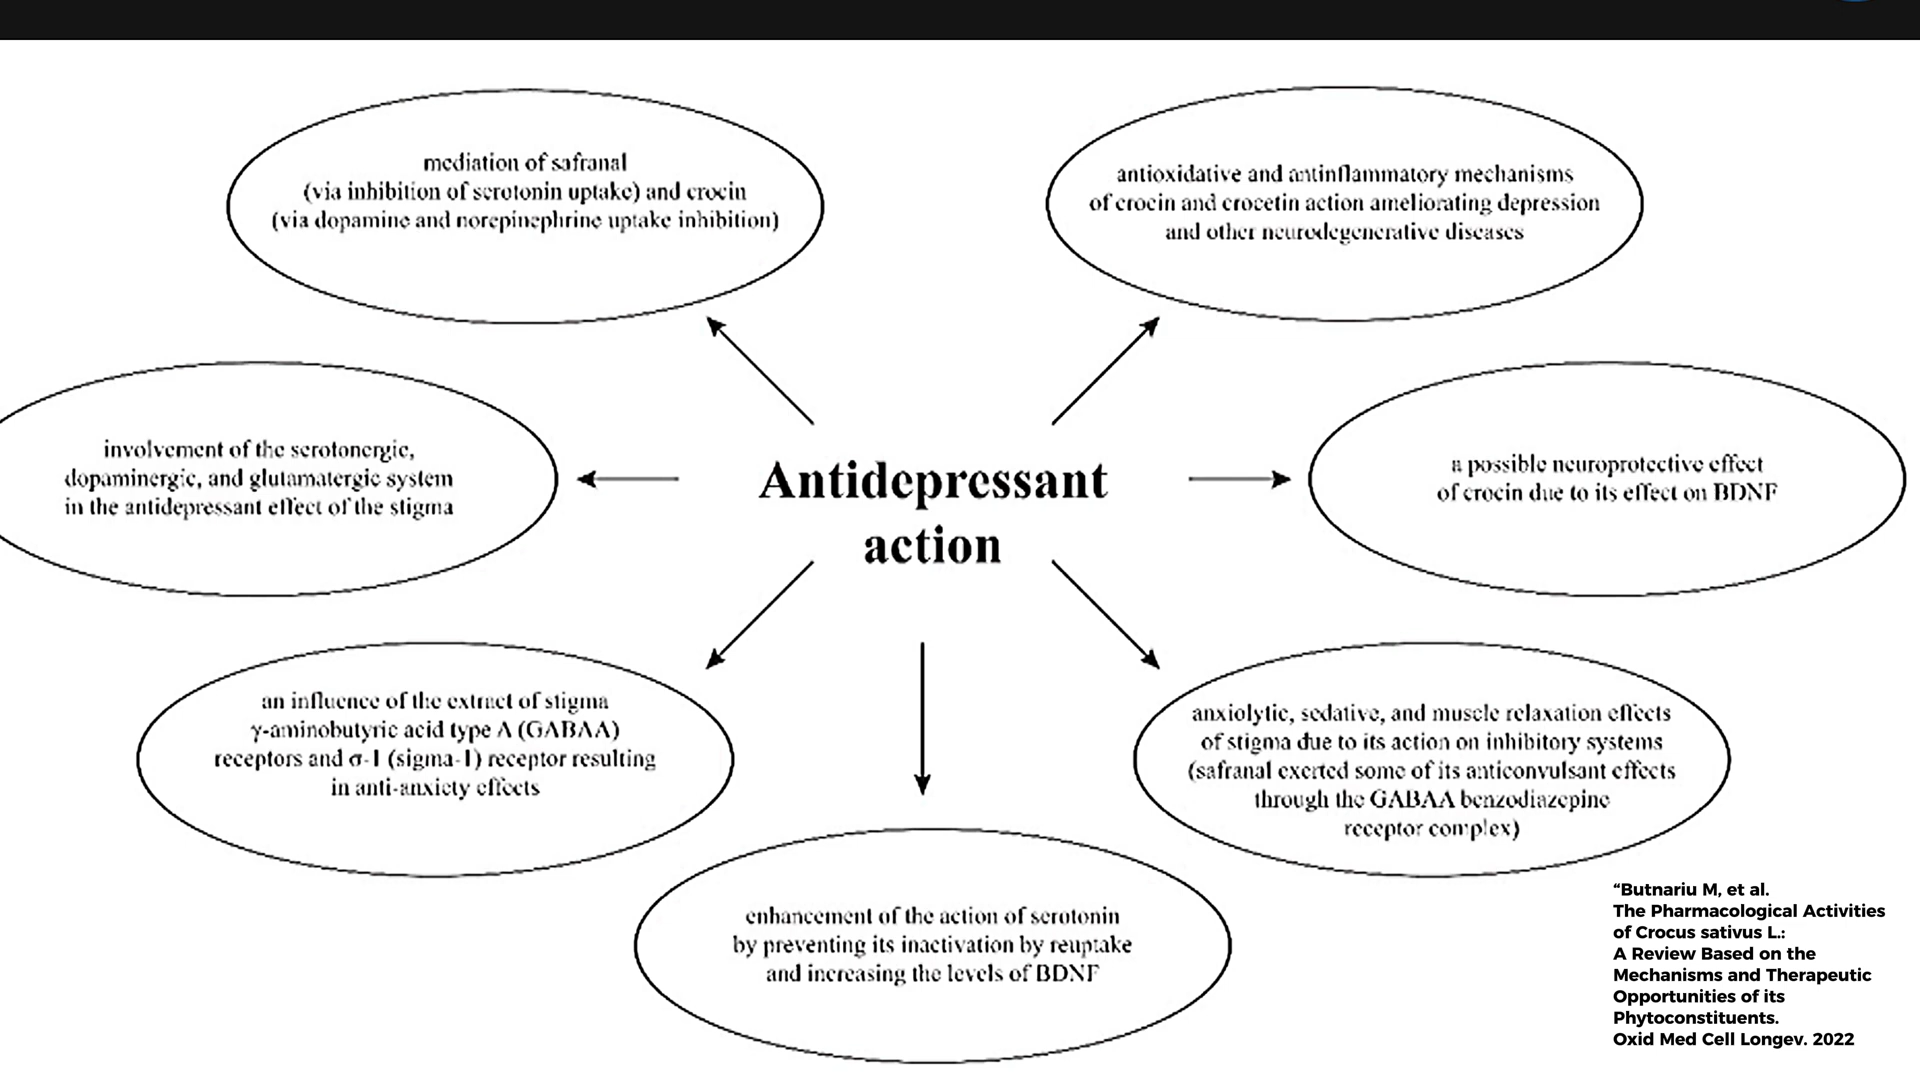 mediation of safranal
(via inhibition of serotonin uptake) and crocin
(via dopamine and norepinephrine uptake inhibition)
antioxidative and antinflammatory mechanisms
of crocin and crocetin action ameliorating depression
and other neurodegenerative diseases
involvement of the serotonergic,
dopaminergic, and glutamatergic system
in the antidepressant effect of the stigma
Antidepressant
action
a possible neuroprotective effect
of crocin due to its effect on BDNF
an influence of the extract of stigma
γ-aminobutyric acid type A (GABAA)
receptors and σ-1 (sigma-1) receptor resulting
in anti-anxiety effects
anxiolytic, sedative, and muscle relaxation effects
of stigma due to its action on inhibitory systems
(safranal exerted some of its anticonvulsant effects
through the GABAA benzodiazepine
receptor complex)
enhancement of the action of serotonin
by preventing its inactivation by reuptake
and increasing the levels of BDNF
“Butnariu M, et al.
The Pharmacological Activities
of Crocus sativus L.:
A Review Based on the
Mechanisms and Therapeutic
Opportunities of its
Phytoconstituents.
Oxid Med Cell Longev. 2022